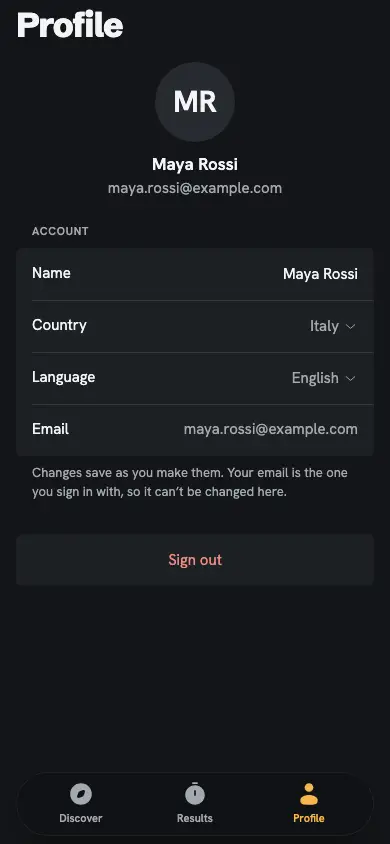 Profile
MR
Maya Rossi
maya.rossi@example.com
ACCOUNT
Name Maya Rossi
Country Italy
Language English
Email maya.rossi@example.com
Changes save as you make them. Your email is the one
you sign in with, so it can’t be changed here.
Sign out
Discover Results Profile